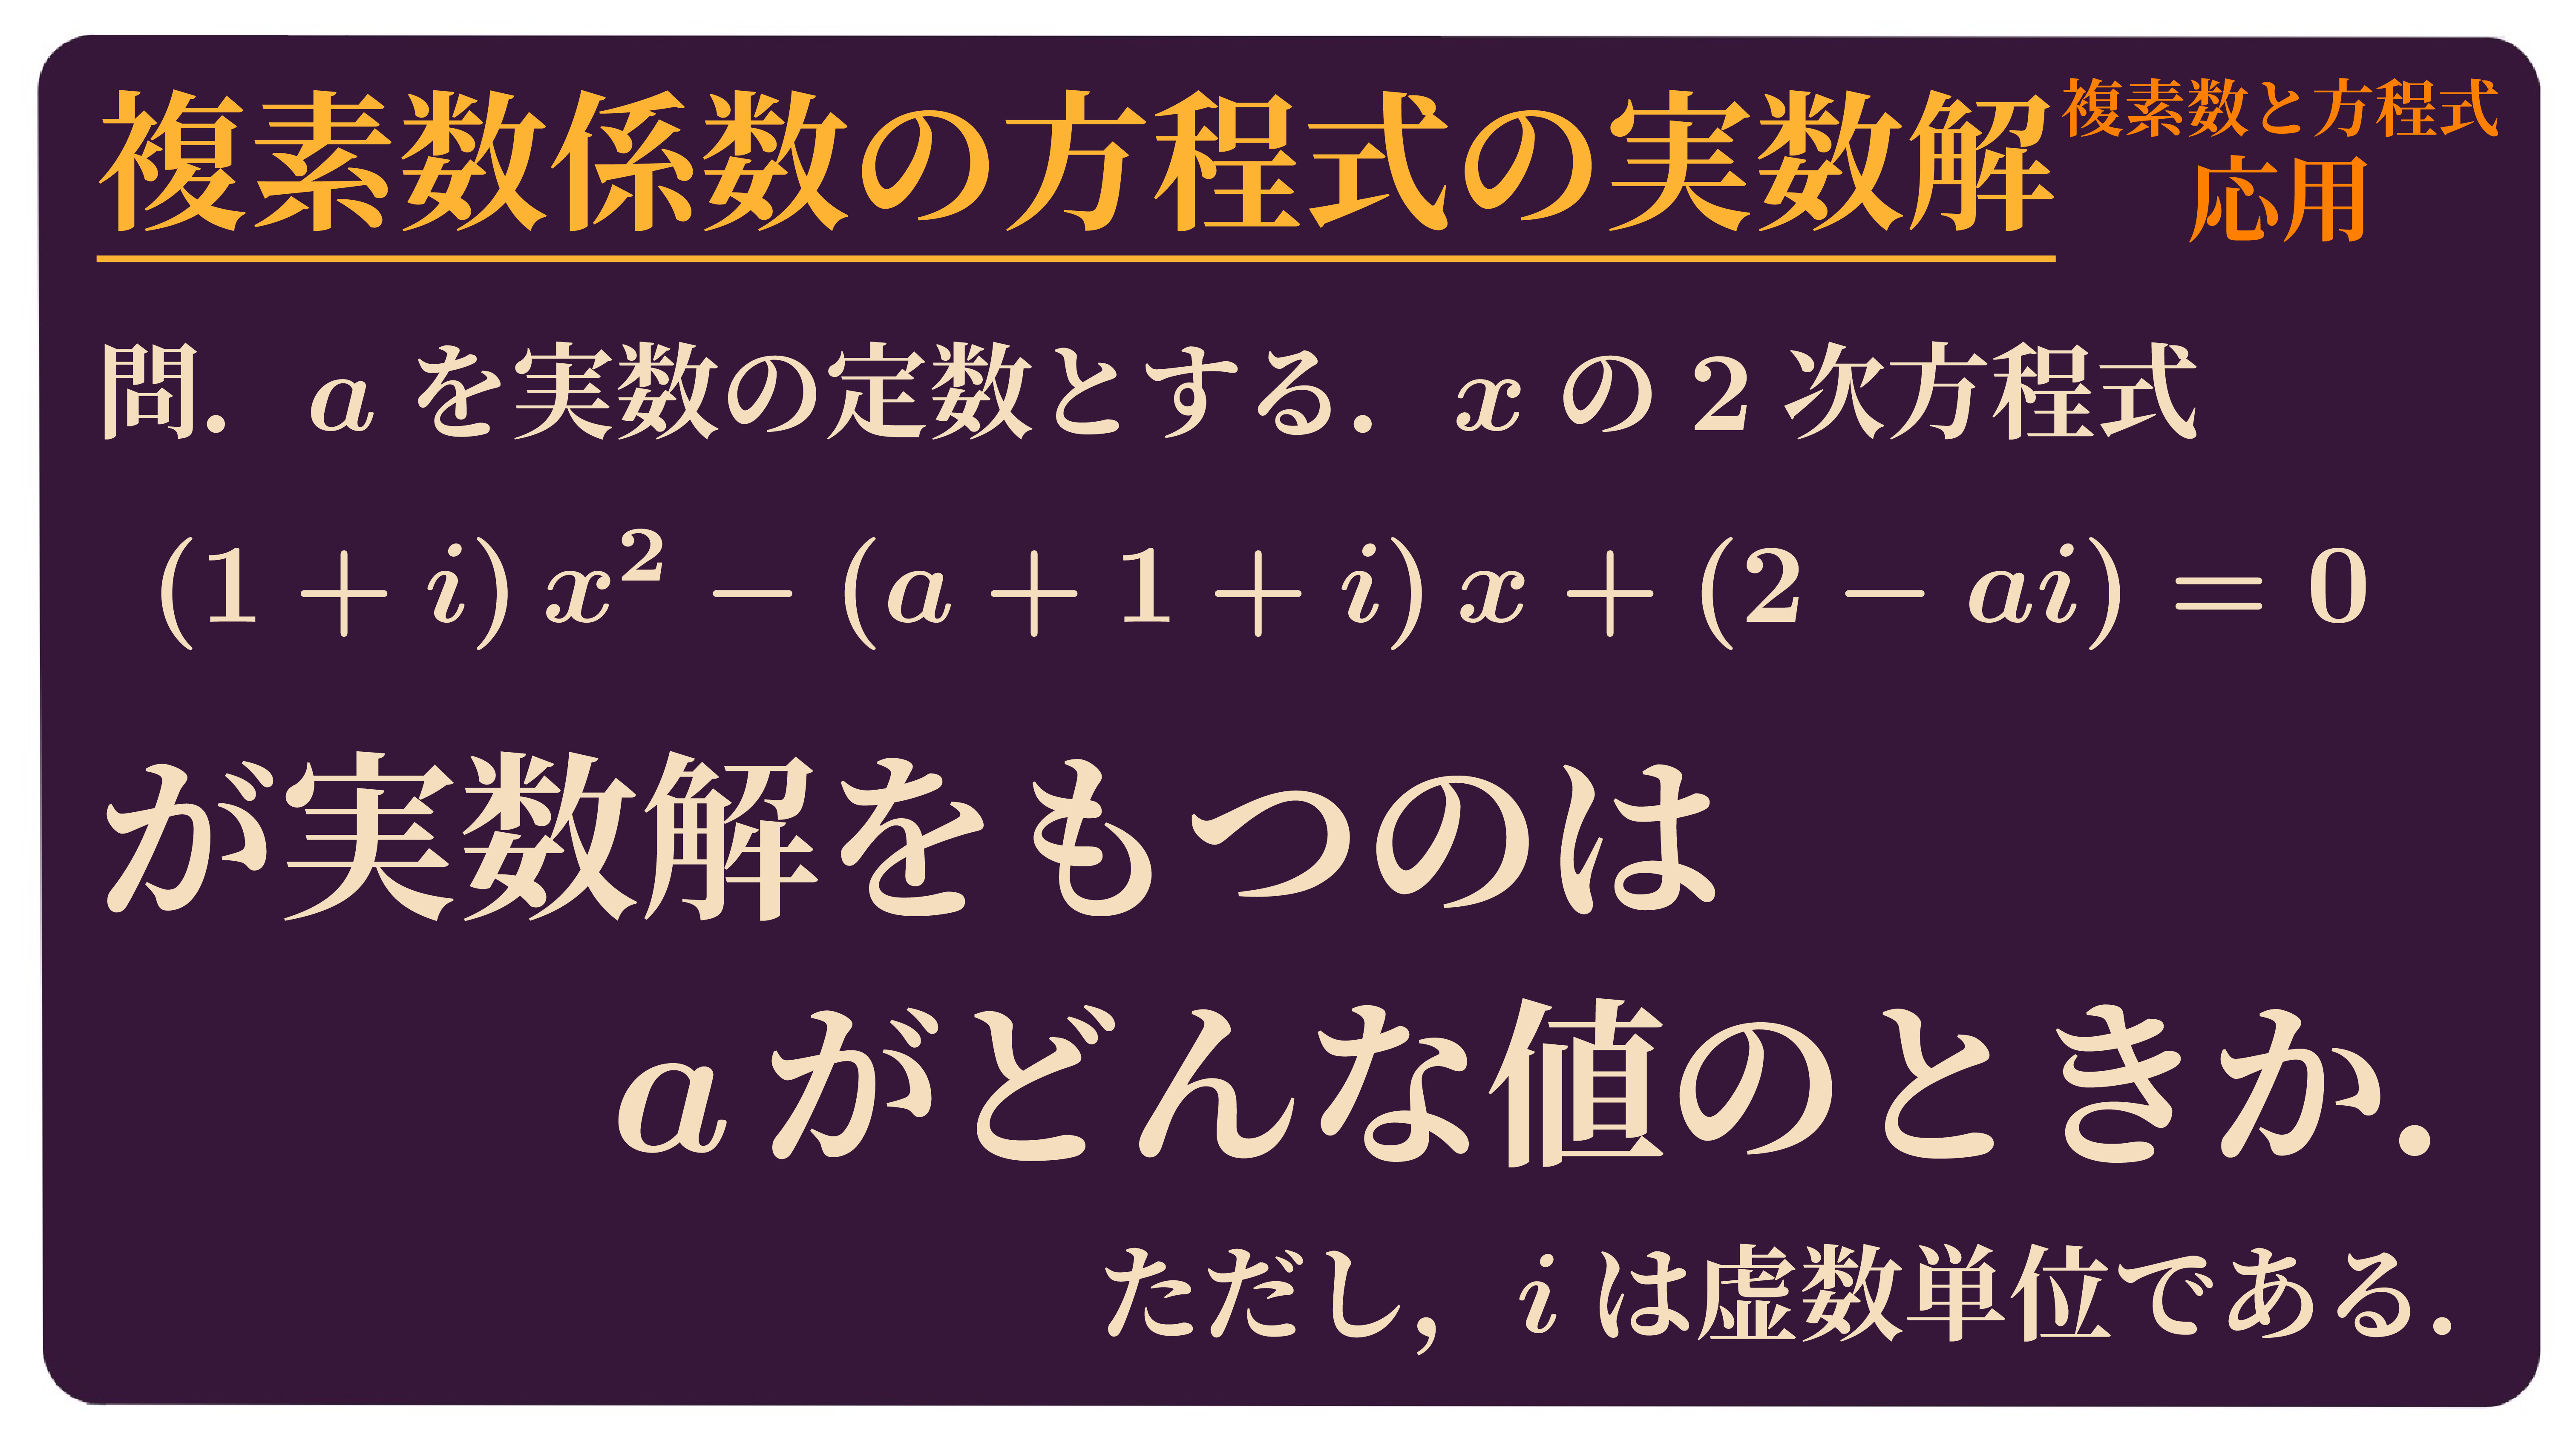 複素数係数の方程式の実数解
複素数と方程式
応用
問. a を実数の定数とする. x の 2 次方程式
(1 + i) x² − (a + 1 + i) x + (2 − ai) = 0
が実数解をもつのは
a がどんな値のときか.
ただし, i は虚数単位である.